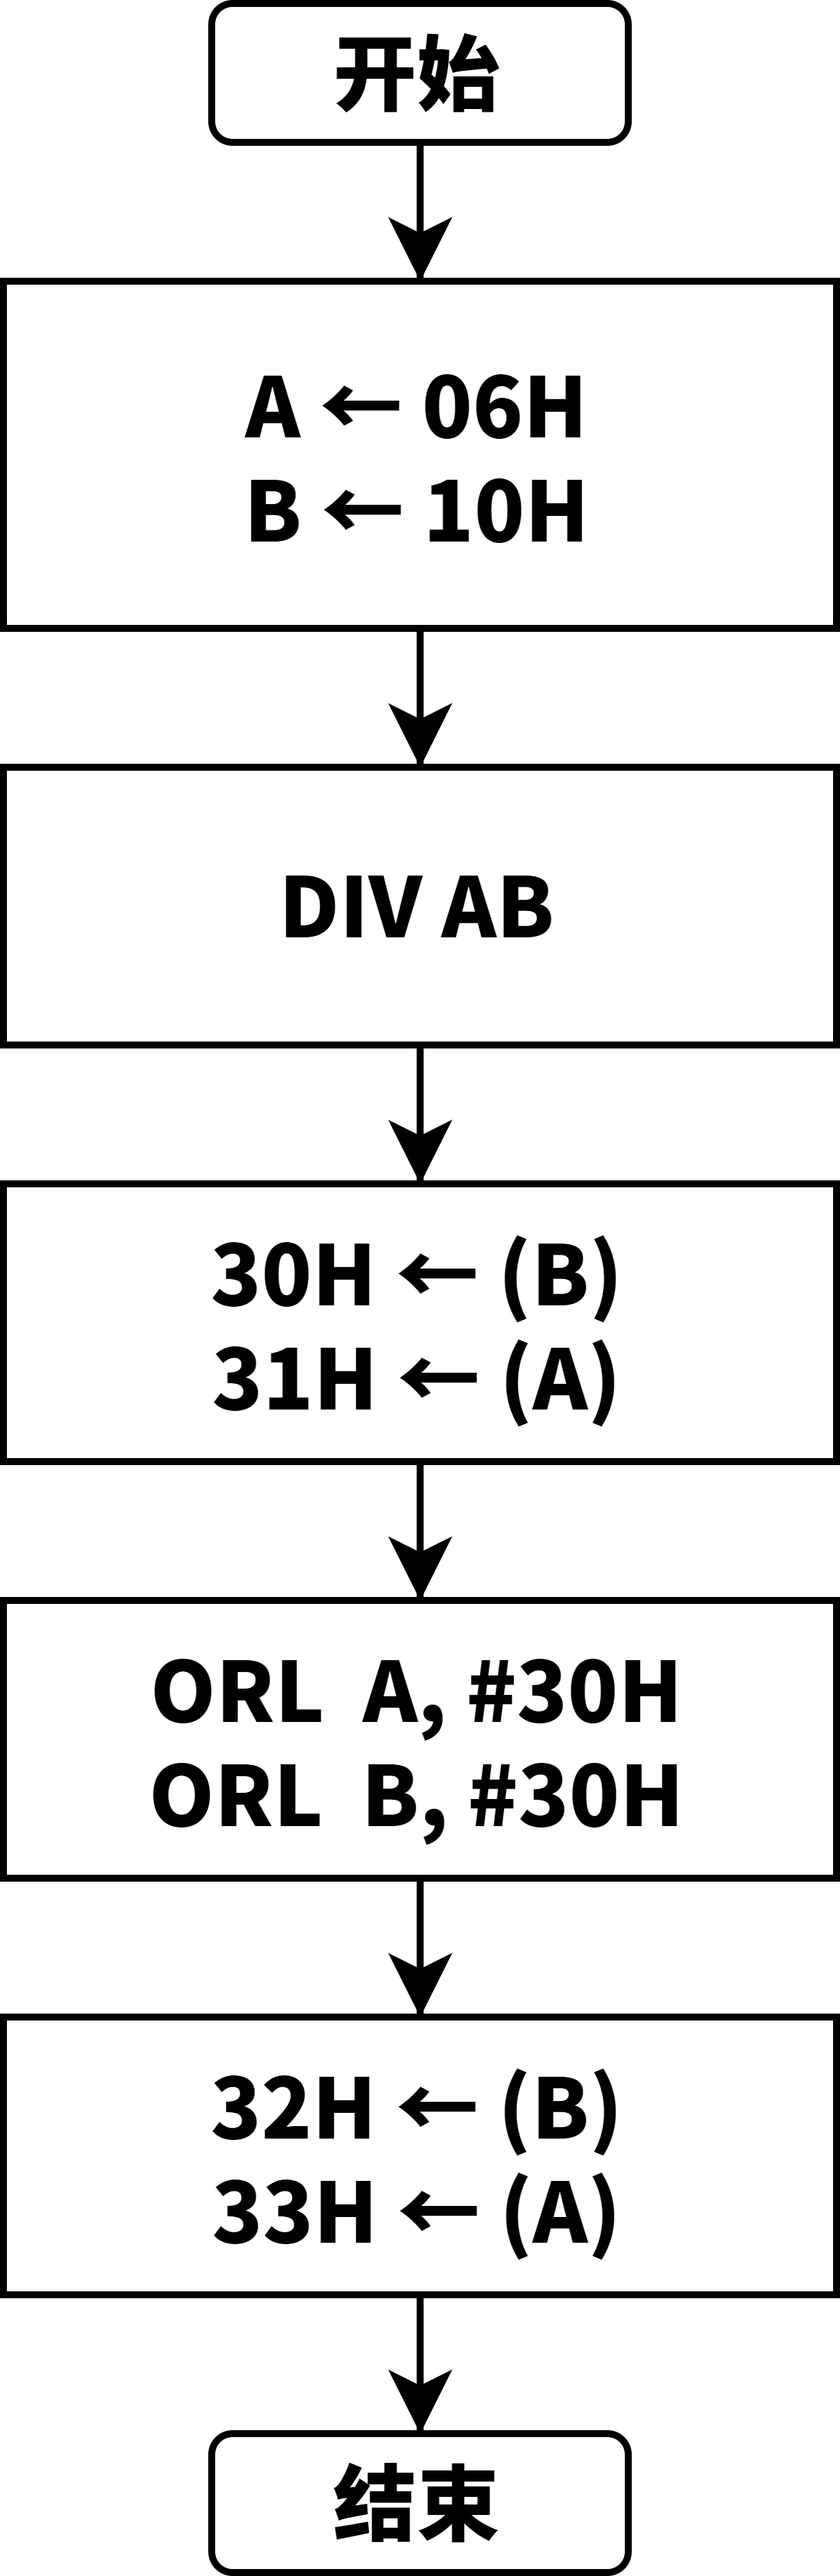 开始
A ← 06H
B ← 10H
DIV AB
30H ← (B)
31H ← (A)
ORL  A, #30H
ORL  B, #30H
32H ← (B)
33H ← (A)
结束